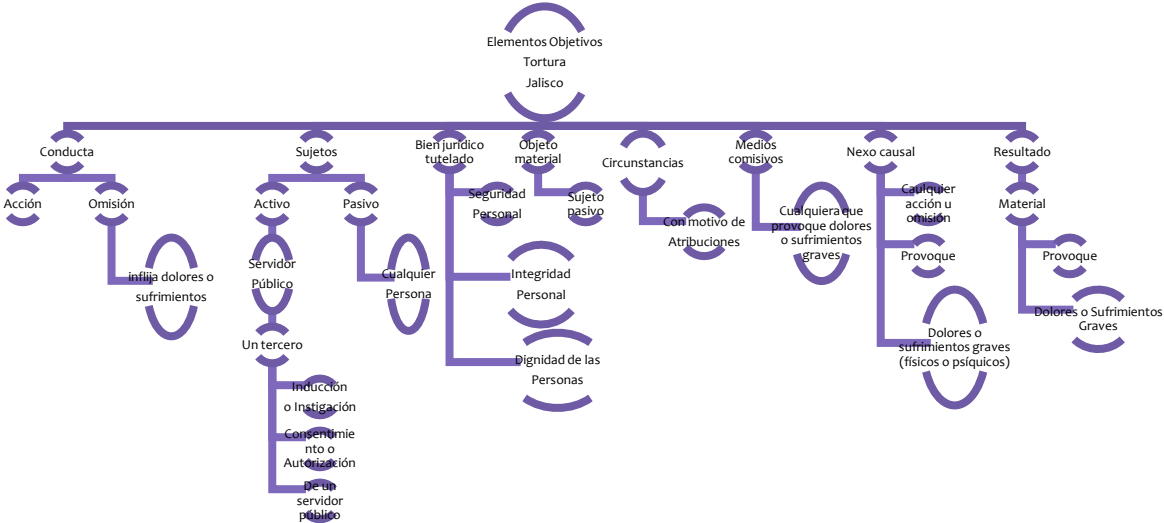 Elementos Objetivos
Tortura
Jalisco
Conducta
Acción
Omisión
inflija dolores o
sufrimientos
Sujetos
Activo
Servidor
Público
Un tercero
Inducción
o Instigación
Consentimie
nto o
Autorización
De un
servidor
público
Pasivo
Cualquier
Persona
Bien jurídico
tutelado
Seguridad
Personal
Integridad
Personal
Dignidad de las
Personas
Objeto
material
Sujeto
pasivo
Circunstancias
Con motivo de
Atribuciones
Medios
comisivos
Cualquiera que
provoque dolores
o sufrimientos
graves
Nexo causal
Caulquier
acción u
omisión
Provoque
Dolores o
sufrimientos graves
(físicos o psíquicos)
Resultado
Material
Provoque
Dolores o Sufrimientos
Graves